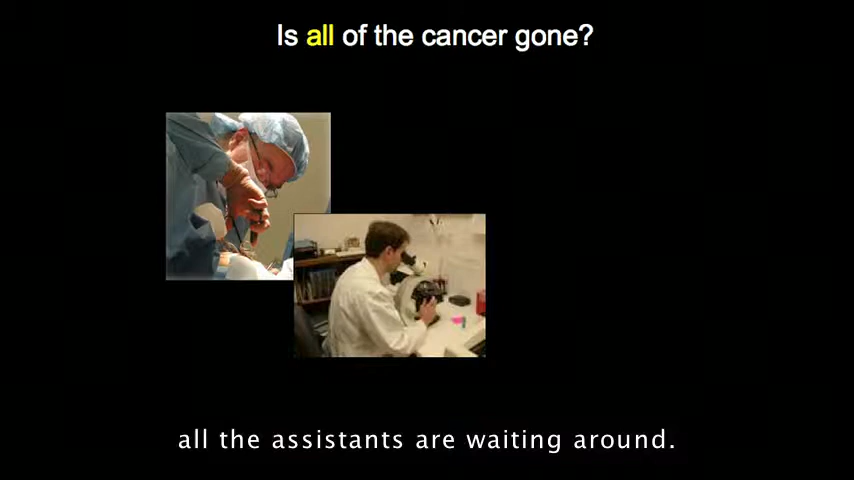 Is all of the cancer gone?
all the assistants are waiting around.